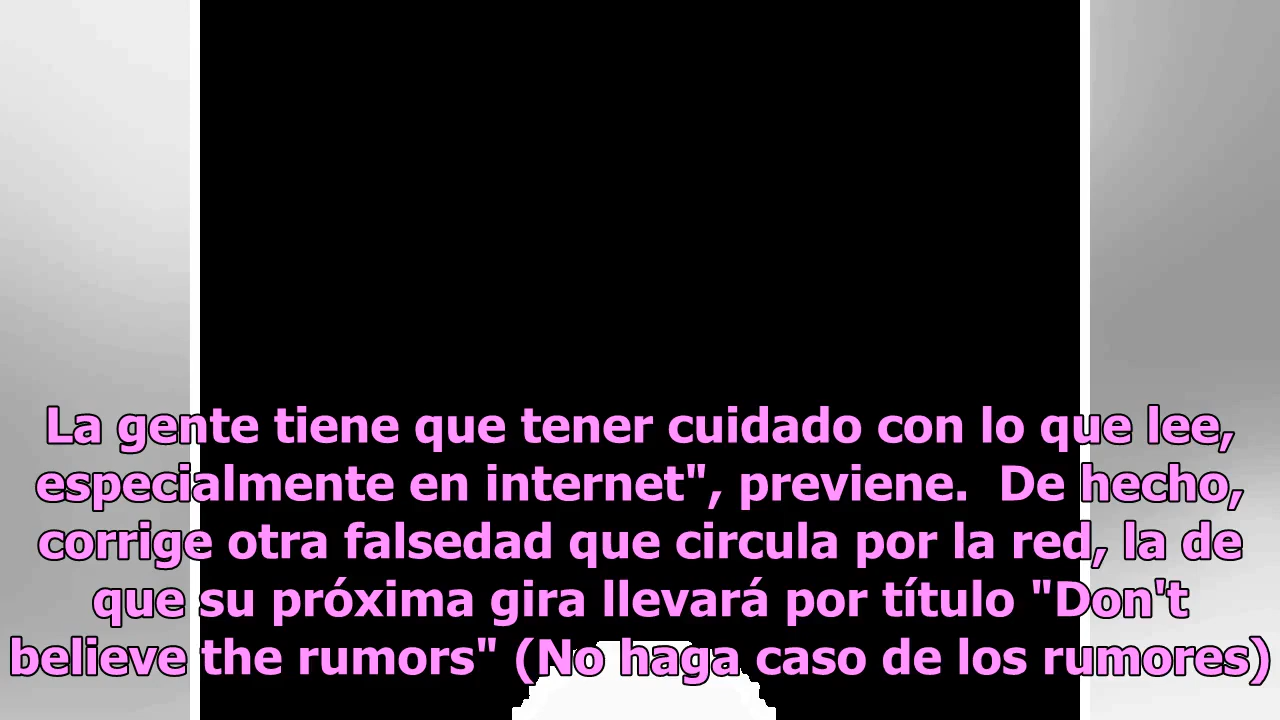 La gente tiene que tener cuidado con lo que lee,
especialmente en internet", previene.  De hecho,
corrige otra falsedad que circula por la red, la de
que su próxima gira llevará por título "Don't
believe the rumors" (No haga caso de los rumores)